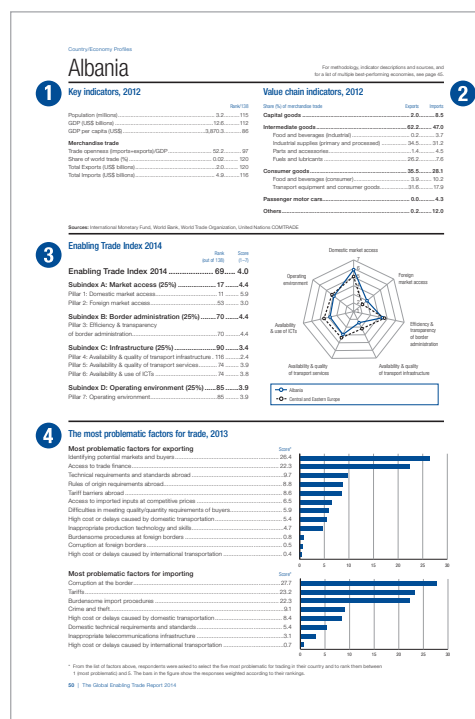 Country/Economy Profiles
Albania
For methodology, indicator descriptions and sources, and
for a list of multiple best-performing economies, see page 45.
1
Key indicators, 2012
Rank/138
Population (millions) 3.2 115
GDP (US$ billions) 12.6 112
GDP per capita (US$) 3,870.3 86
Merchandise trade
Trade openness (imports+exports)/GDP 52.2 97
Share of world trade (%) 0.02 120
Total Exports (US$ billions) 2.0 120
Total Imports (US$ billions) 4.9 116
2
Value chain indicators, 2012
Share (%) of merchandise trade Exports Imports
Capital goods 2.0 8.5
Intermediate goods 62.2 47.0
Food and beverages (industrial) 0.2 3.7
Industrial supplies (primary and processed) 34.5 31.2
Parts and accessories 1.4 4.5
Fuels and lubricants 26.2 7.6
Consumer goods 35.5 28.1
Food and beverages (consumer) 3.9 10.2
Transport equipment and consumer goods 31.6 17.9
Passenger motor cars 0.0 4.3
Others 0.2 12.0
Sources: International Monetary Fund, World Bank, World Trade Organization, United Nations COMTRADE
3
Enabling Trade Index 2014
Rank Score
(out of 138) (1–7)
Enabling Trade Index 2014 69 4.0
Subindex A: Market access (25%) 17 4.4
Pillar 1: Domestic market access 11 5.9
Pillar 2: Foreign market access 53 3.0
Subindex B: Border administration (25%) 70 4.4
Pillar 3: Efficiency & transparency
of border administration 70 4.4
Subindex C: Infrastructure (25%) 90 3.4
Pillar 4: Availability & quality of transport infrastructure 116 2.4
Pillar 5: Availability & quality of transport services 74 3.9
Pillar 6: Availability & use of ICTs 74 3.8
Subindex D: Operating environment (25%) 85 3.9
Pillar 7: Operating environment 85 3.9
Domestic market access
Foreign
market access
Efficiency &
transparency
of border
administration
Availability & quality
of transport infrastructure
Availability & quality
of transport services
Availability
& use of ICTs
Operating
environment
Albania
Central and Eastern Europe
4
The most problematic factors for trade, 2013
Most problematic factors for exporting Score*
Identifying potential markets and buyers 26.4
Access to trade finance 22.3
Technical requirements and standards abroad 9.7
Rules of origin requirements abroad 8.8
Tariff barriers abroad 8.6
Access to imported inputs at competitive prices 6.5
Difficulties in meeting quality/quantity requirements of buyers 5.9
High cost or delays caused by domestic transportation 5.4
Inappropriate production technology and skills 4.7
Burdensome procedures at foreign borders 0.8
Corruption at foreign borders 0.5
High cost or delays caused by international transportation 0.4
0 5 10 15 20 25 30
Most problematic factors for importing Score*
Corruption at the border 27.7
Tariffs 23.2
Burdensome import procedures 22.3
Crime and theft 9.1
High cost or delays caused by domestic transportation 8.4
Domestic technical requirements and standards 5.4
Inappropriate telecommunications infrastructure 3.1
High cost or delays caused by international transportation 0.7
0 5 10 15 20 25 30
* From the list of factors above, respondents were asked to select the five most problematic for trading in their country and to rank them between
1 (most problematic) and 5. The bars in the figure show the responses weighted according to their rankings.
50 | The Global Enabling Trade Report 2014